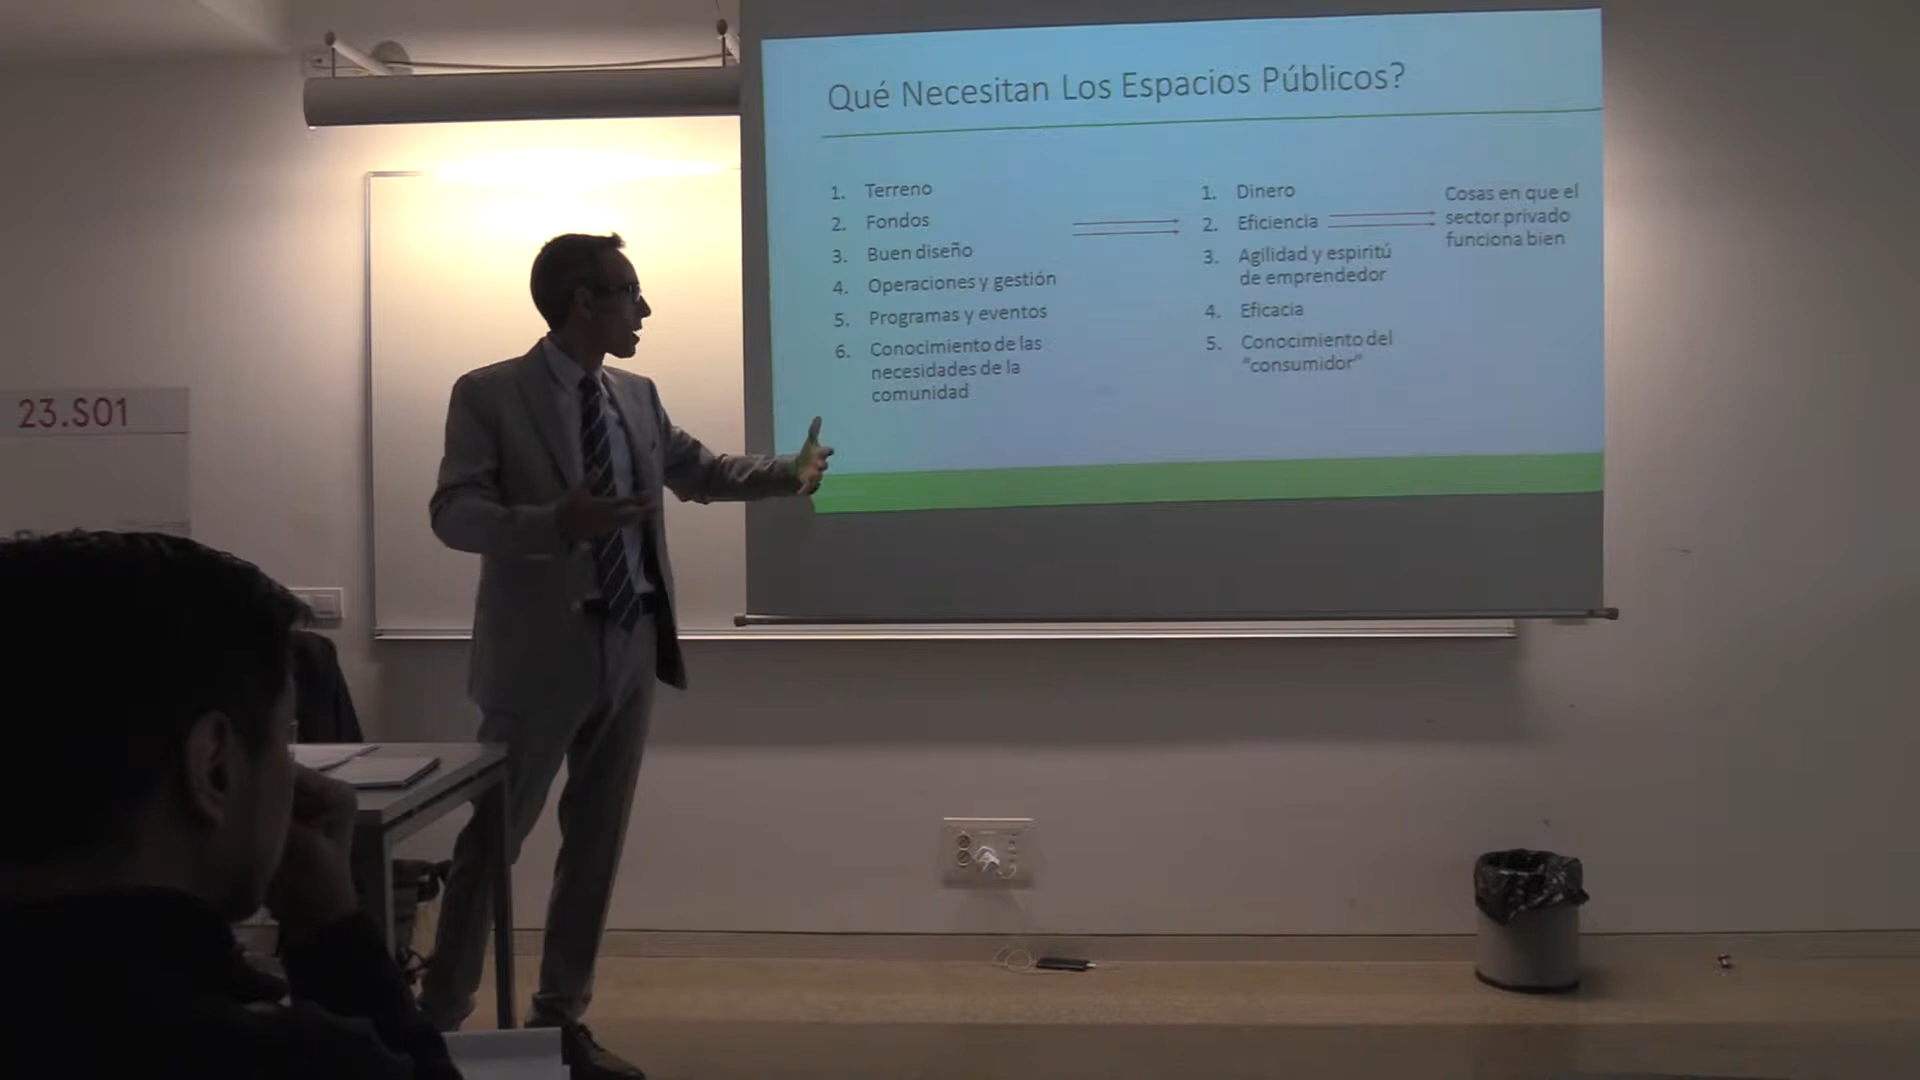 Qué Necesitan Los Espacios Públicos?
1. Terreno
2. Fondos
3. Buen diseño
4. Operaciones y gestión
5. Programas y eventos
6. Conocimiento de las
necesidades de la
comunidad
1. Dinero
2. Eficiencia
3. Agilidad y espiritú
de emprendedor
4. Eficacia
5. Conocimiento del
“consumidor”
Cosas en que el
sector privado
funciona bien
23.S01